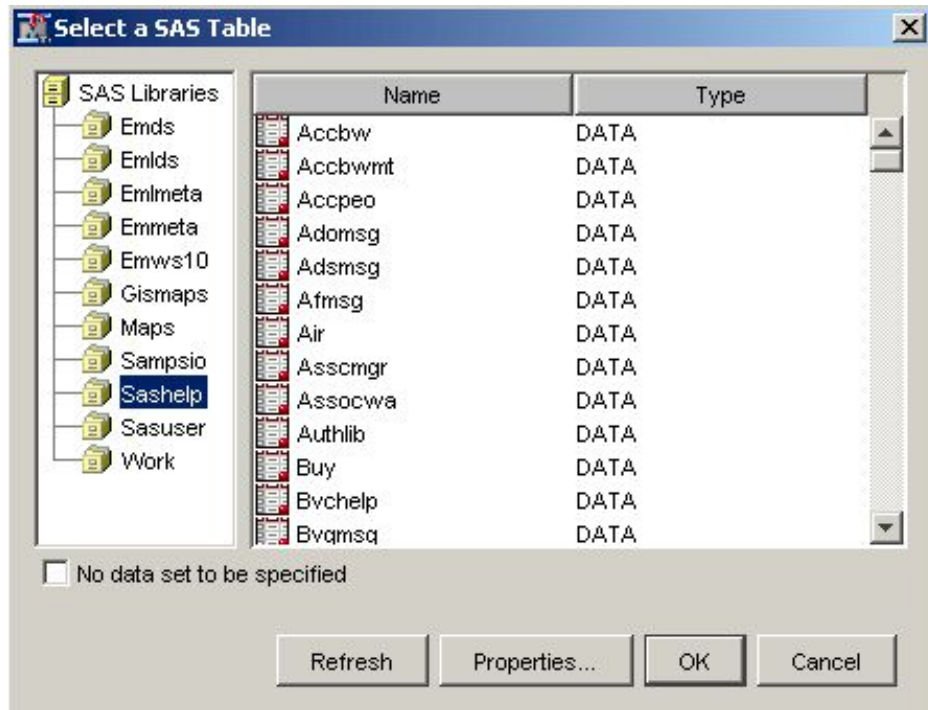 Select a SAS Table
SAS Libraries
Emds
Emlds
Emlmeta
Emmeta
Emws10
Gismaps
Maps
Sampsio
Sashelp
Sasuser
Work
Name Type
Accbw DATA
Accbwmt DATA
Accpeo DATA
Adomsg DATA
Adsmsg DATA
Afmsg DATA
Air DATA
Asscmgr DATA
Assocwa DATA
Authlib DATA
Buy DATA
Bvchelp DATA
Bvqmsg DATA
No data set to be specified
Refresh Properties... OK Cancel